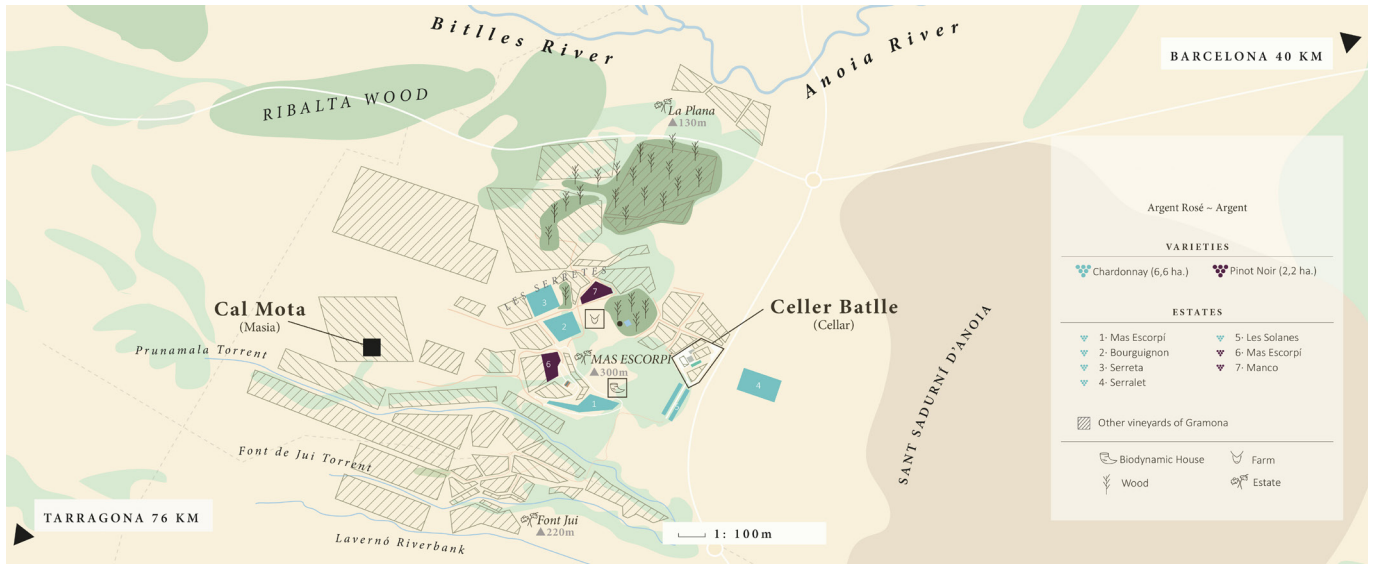 Bitlles River
Anoia River
BARCELONA 40 KM
RIBALTA WOOD
La Plana
130m
Argent Rosé ~ Argent
VARIETIES
Chardonnay (6,6 ha.)
Pinot Noir (2,2 ha.)
LES SERRETES
7
3
2
Cal Mota
(Masia)
Celler Batlle
(Cellar)
ESTATES
1· Mas Escorpí
2· Bourguignon
3· Serreta
4· Serralet
5· Les Solanes
6· Mas Escorpí
7· Manco
Prunamala Torrent
MAS ESCORPI
300m
6
4
1
SANT SADURNÍ D'ANOIA
Other vineyards of Gramona
Biodynamic House
Farm
Wood
Estate
Font de Jui Torrent
TARRAGONA 76 KM
Font Jui
220m
Lavernó Riverbank
1: 100m